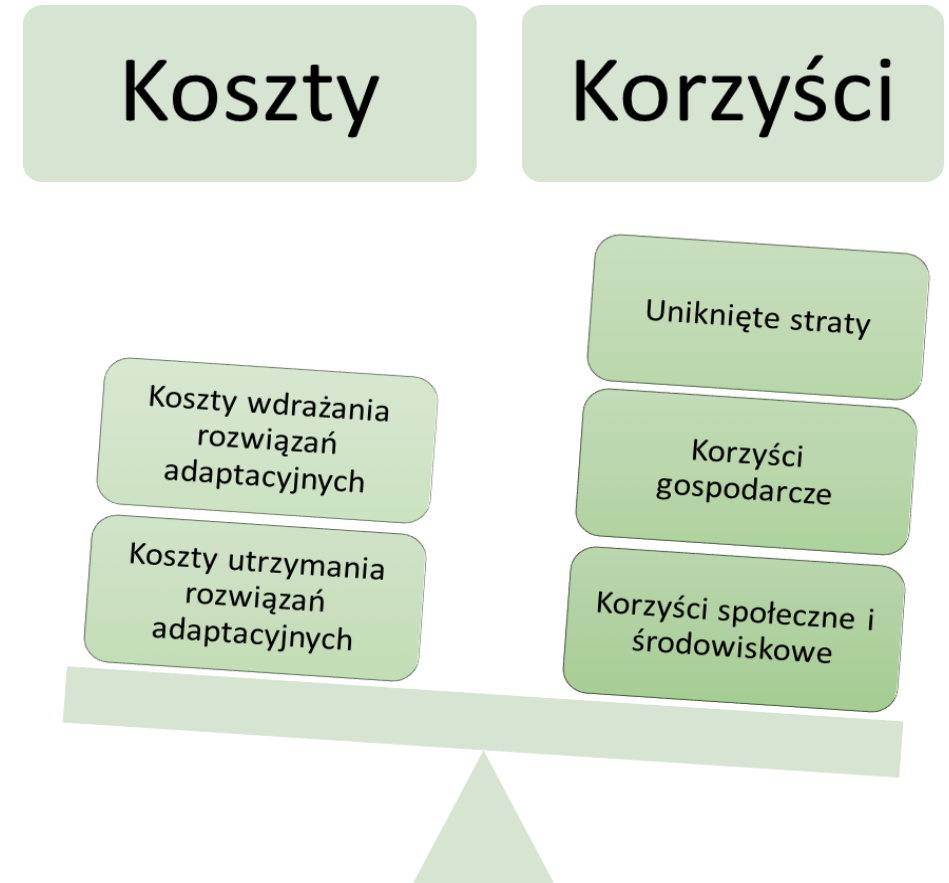 Koszty
Korzyści
Koszty wdrażania
rozwiązań
adaptacyjnych
Koszty utrzymania
rozwiązań
adaptacyjnych
Uniknięte straty
Korzyści
gospodarcze
Korzyści społeczne i
środowiskowe